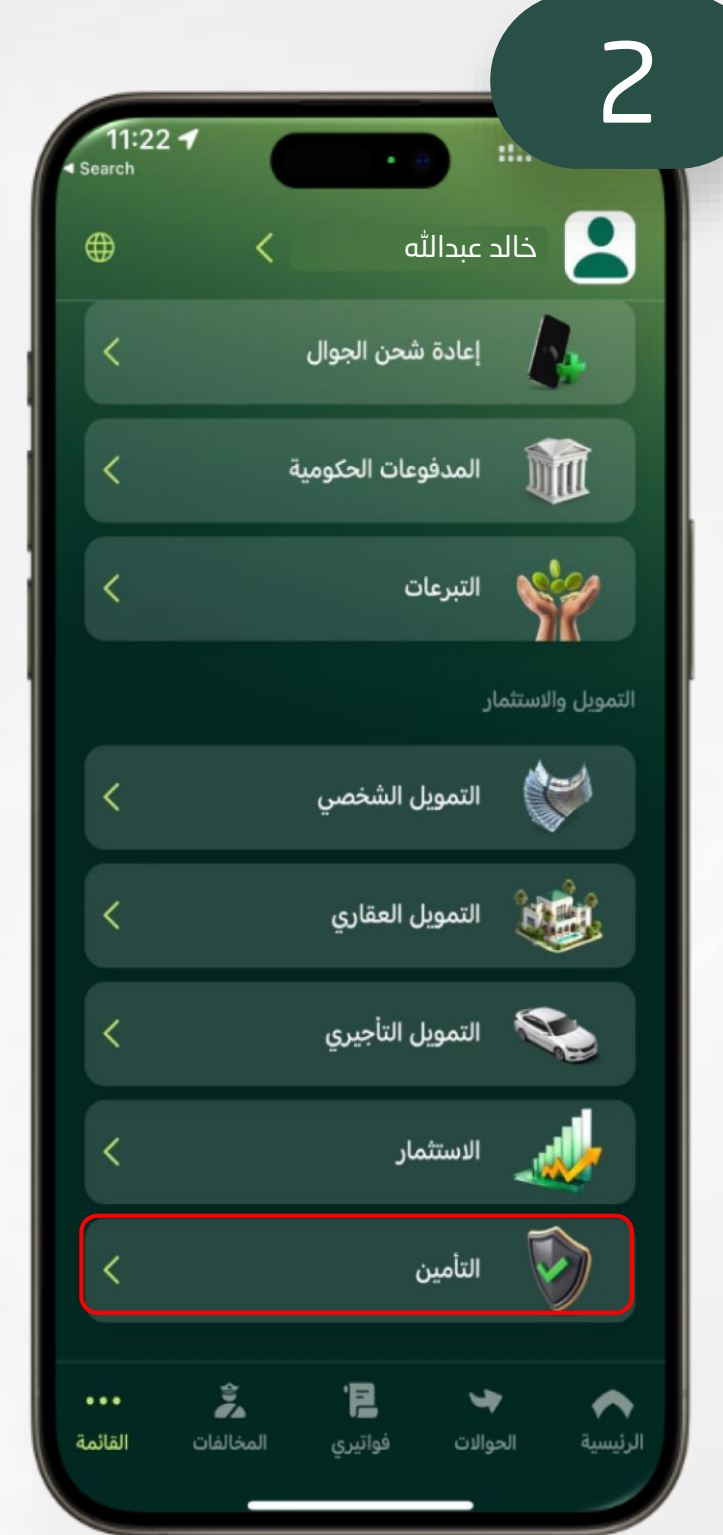 2
11:22
◀ Search
خالد عبدالله
إعادة شحن الجوال
المدفوعات الحكومية
التبرعات
التمويل والاستثمار
التمويل الشخصي
التمويل العقاري
التمويل التأجيري
الاستثمار
التأمين
الرئيسية
الحوالات
فواتيري
المخالفات
القائمة